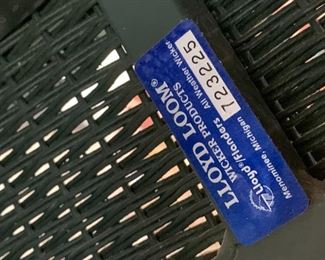 LLOYD LOOM®
WICKER PRODUCTS
Lloyd®/Flanders
Menominee, Michigan
All Weather Wicker
723225